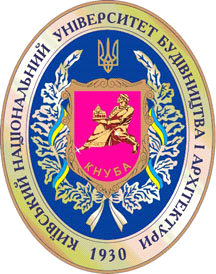 КИЇВСЬКИЙ НАЦІОНАЛЬНИЙ УНІВЕРСИТЕТ БУДІВНИЦТВА І АРХІТЕКТУРИ
КНУБА
1930